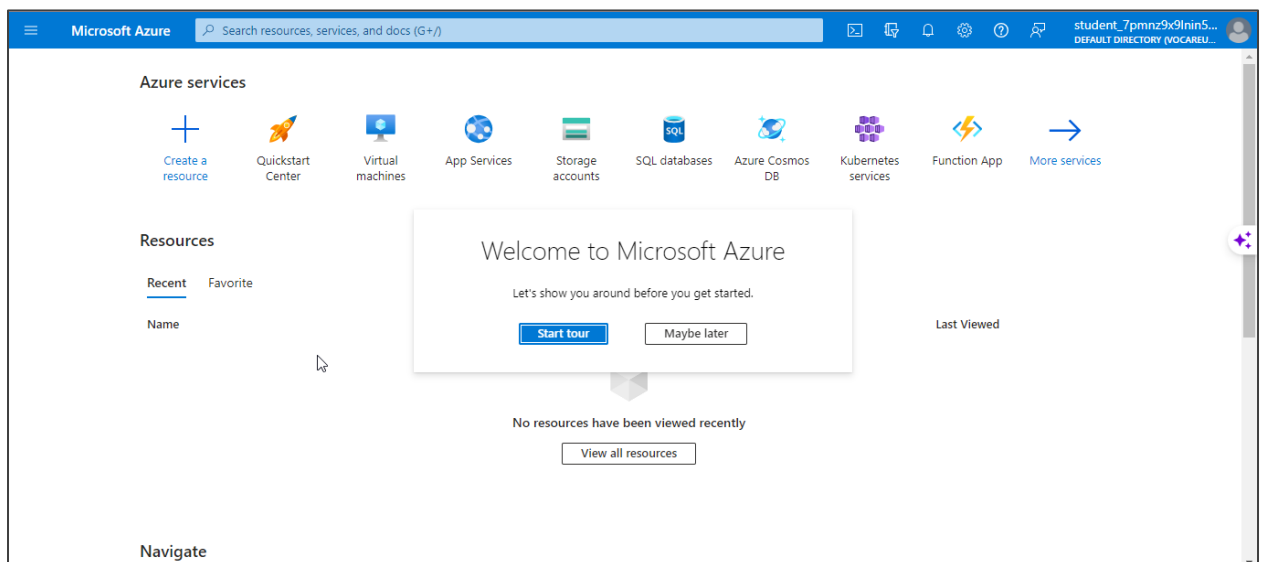 Microsoft Azure
Search resources, services, and docs (G+/)
student_7pmnz9x9lnin5...
DEFAULT DIRECTORY (VOCAREU...
Azure services
Create a
resource
Quickstart
Center
Virtual
machines
App Services
Storage
accounts
SQL
SQL databases
Azure Cosmos
DB
Kubernetes
services
Function App
More services
Resources
Recent
Favorite
Name
Last Viewed
Welcome to Microsoft Azure
Let's show you around before you get started.
Start tour
Maybe later
No resources have been viewed recently
View all resources
Navigate